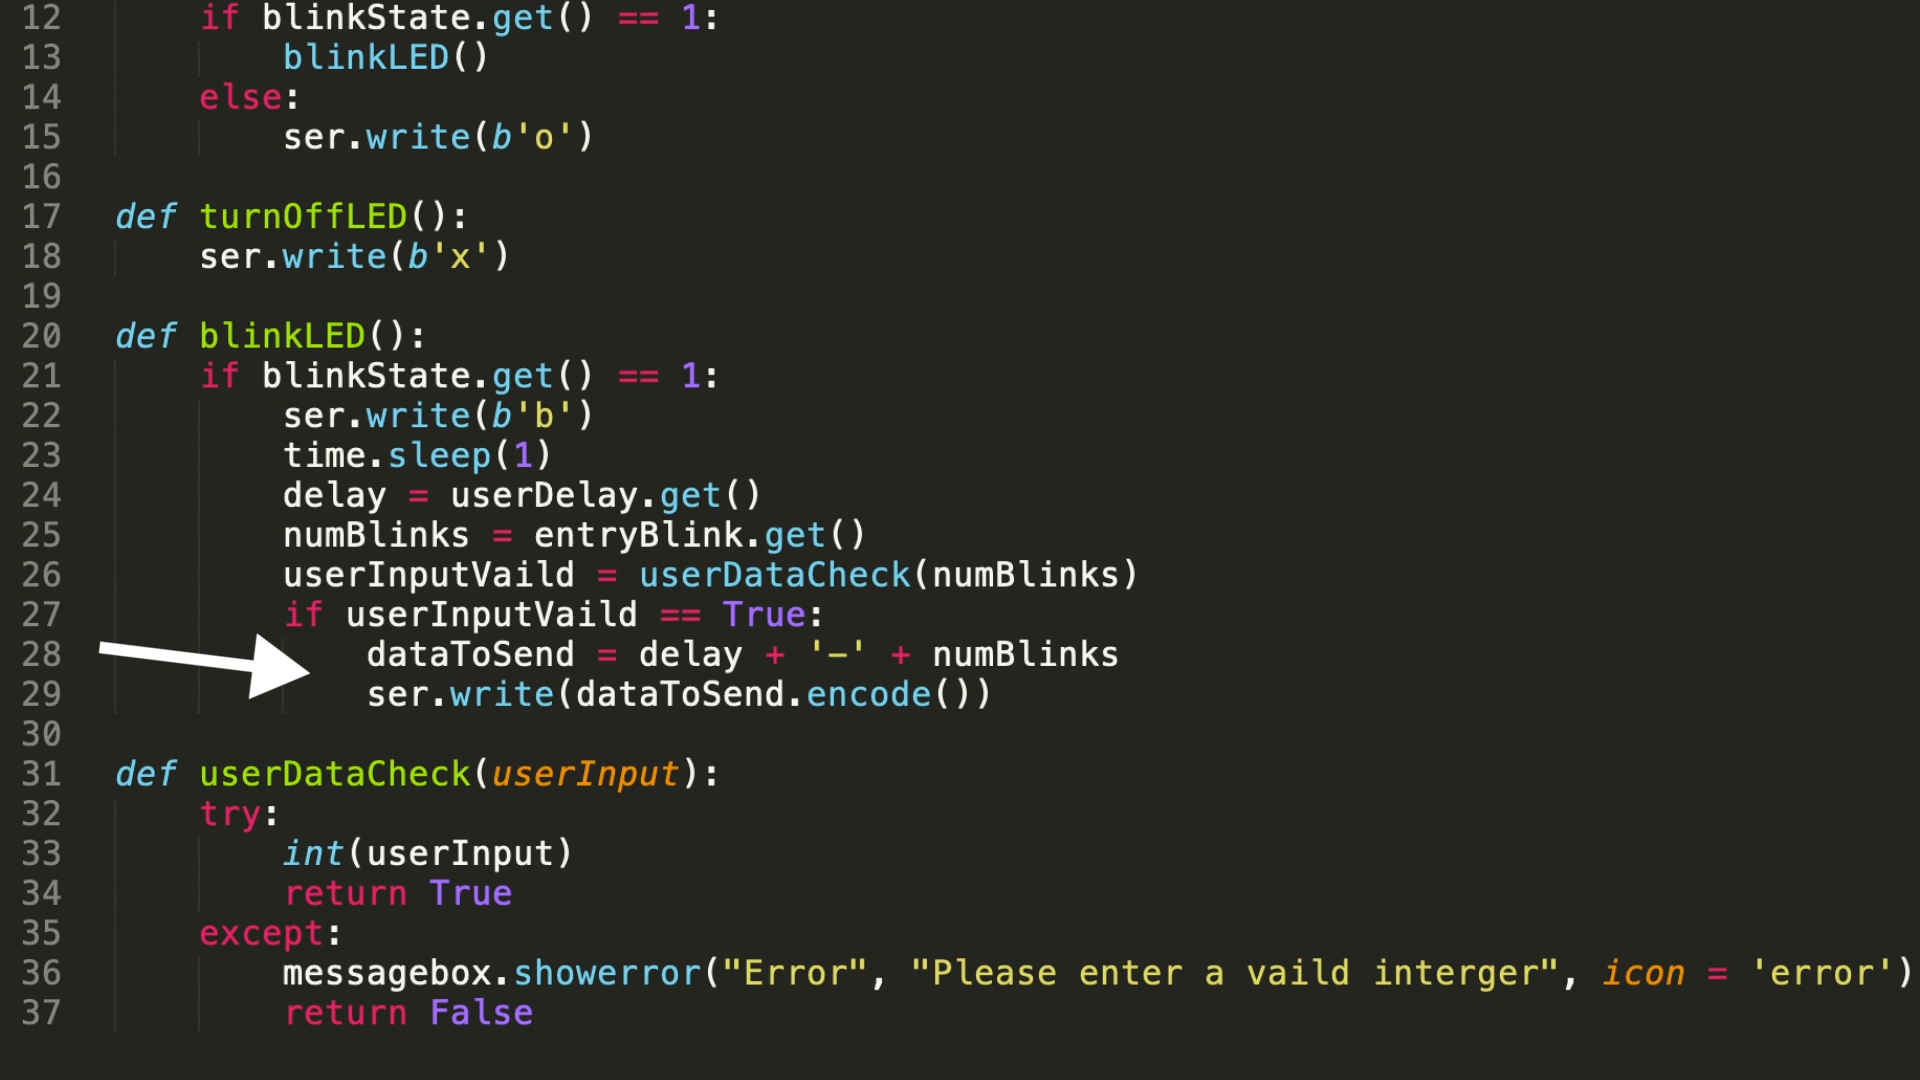 12 if blinkState.get() == 1:
13 blinkLED()
14 else:
15 ser.write(b'o')
16
17 def turnOffLED():
18 ser.write(b'x')
19
20 def blinkLED():
21 if blinkState.get() == 1:
22 ser.write(b'b')
23 time.sleep(1)
24 delay = userDelay.get()
25 numBlinks = entryBlink.get()
26 userInputVaild = userDataCheck(numBlinks)
27 if userInputVaild == True:
28 dataToSend = delay + '-' + numBlinks
29 ser.write(dataToSend.encode())
30
31 def userDataCheck(userInput):
32 try:
33 int(userInput)
34 return True
35 except:
36 messagebox.showerror("Error", "Please enter a vaild interger", icon = 'error')
37 return False